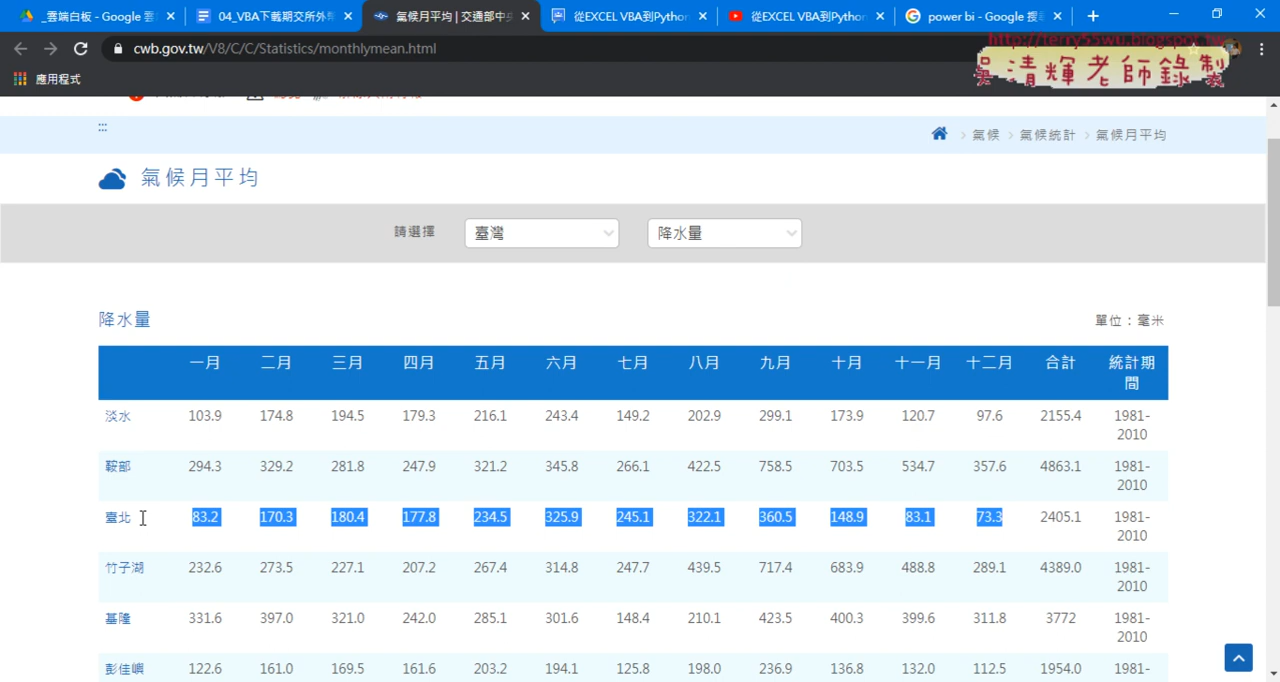 _雲端白板 - Google 雲
04_VBA下載期交所外幣
氣候月平均 | 交通部中央
從EXCEL VBA到Python
從EXCEL VBA到Python
power bi - Google 搜尋
cwb.gov.tw/V8/C/C/Statistics/monthlymean.html
http://terry55wu.blogspot.tw
吳清輝老師錄製
應用程式
氣候 > 氣候統計 > 氣候月平均
氣候月平均
請選擇 臺灣 降水量
降水量
單位：毫米
一月 二月 三月 四月 五月 六月 七月 八月 九月 十月 十一月 十二月 合計 統計期間
淡水 103.9 174.8 194.5 179.3 216.1 243.4 149.2 202.9 299.1 173.9 120.7 97.6 2155.4 1981-2010
鞍部 294.3 329.2 281.8 247.9 321.2 345.8 266.1 422.5 758.5 703.5 534.7 357.6 4863.1 1981-2010
臺北 83.2 170.3 180.4 177.8 234.5 325.9 245.1 322.1 360.5 148.9 83.1 73.3 2405.1 1981-2010
竹子湖 232.6 273.5 227.1 207.2 267.4 314.8 247.7 439.5 717.4 683.9 488.8 289.1 4389.0 1981-2010
基隆 331.6 397.0 321.0 242.0 285.1 301.6 148.4 210.1 423.5 400.3 399.6 311.8 3772 1981-2010
彭佳嶼 122.6 161.0 169.5 161.6 203.2 194.1 125.8 198.0 236.9 136.8 132.0 112.5 1954.0 1981-